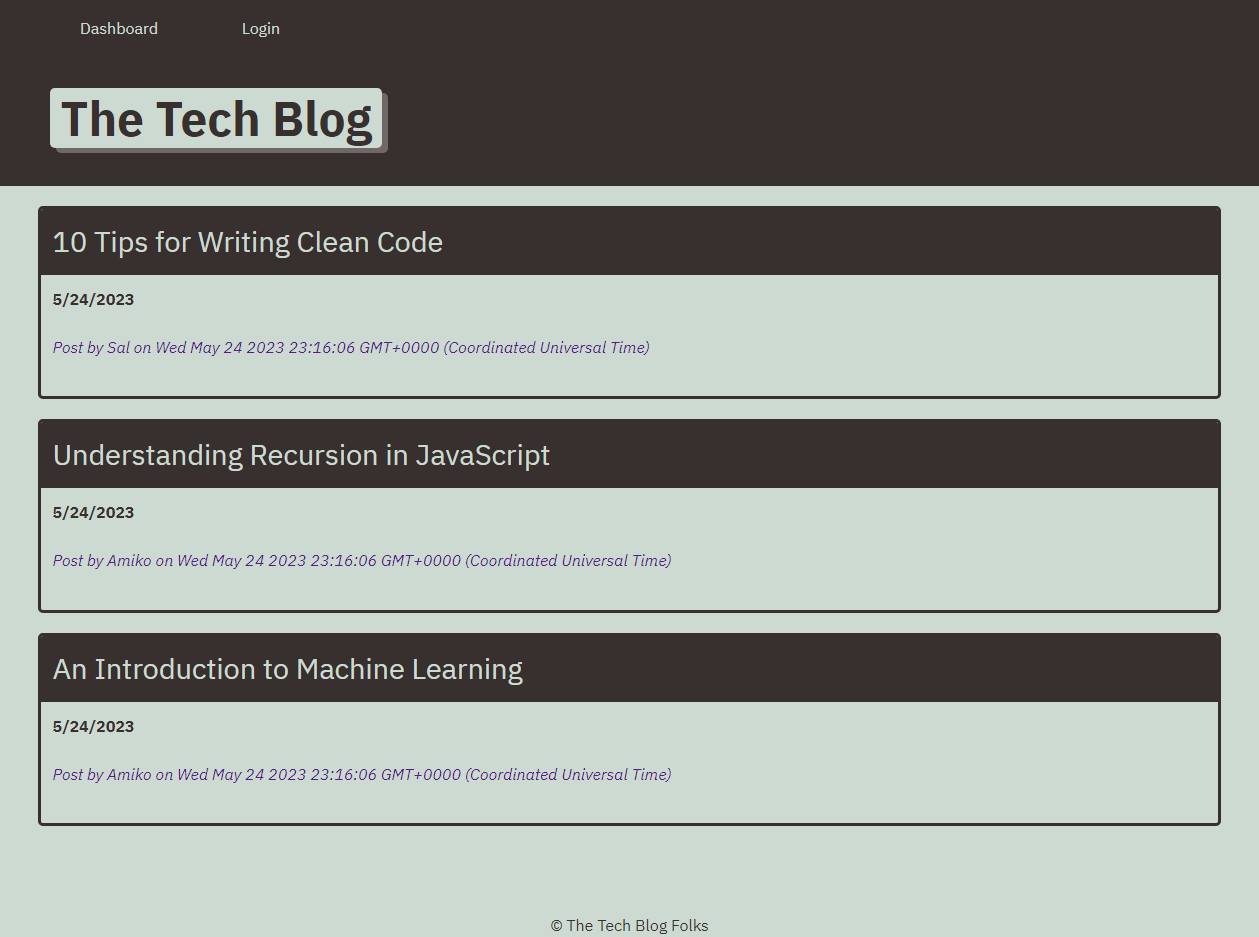 Dashboard Login
The Tech Blog
10 Tips for Writing Clean Code
5/24/2023
Post by Sal on Wed May 24 2023 23:16:06 GMT+0000 (Coordinated Universal Time)
Understanding Recursion in JavaScript
5/24/2023
Post by Amiko on Wed May 24 2023 23:16:06 GMT+0000 (Coordinated Universal Time)
An Introduction to Machine Learning
5/24/2023
Post by Amiko on Wed May 24 2023 23:16:06 GMT+0000 (Coordinated Universal Time)
© The Tech Blog Folks